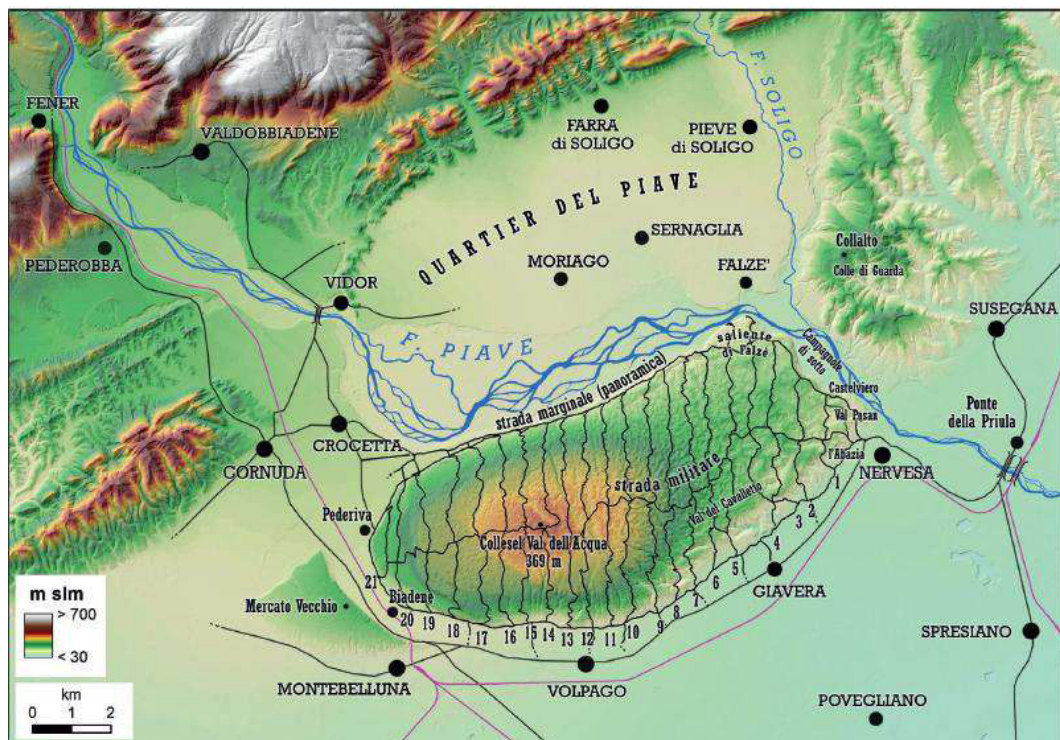 FENER
VALDOBBIADENE
FARRA
di SOLIGO
PIEVE
di SOLIGO
F. SOLIGO
QUARTIER DEL PIAVE
PEDEROBBA
SERNAGLIA
MORIAGO
FALZE'
Collalto
Colle di Guarda
VIDOR
SUSEGANA
F. PIAVE
saliente
di Falzé
Campagnole
di sotto
strada marginale (panoramica)
Castelviero
Val Pasan
Ponte
della Priula
CROCETTA
l'Abazia
CORNUDA
NERVESA
strada militare
Val del Cavalletto
Pederiva
Collesel Val dell'Acqua
369 m
1
2
3
4
5
6
7
8
9
10
11
12
13
14
15
16
17
18
19
20
21
GIAVERA
Biadene
Mercato Vecchio
m slm
> 700
< 30
SPRESIANO
MONTEBELLUNA
VOLPAGO
POVEGLIANO
km
0 1 2